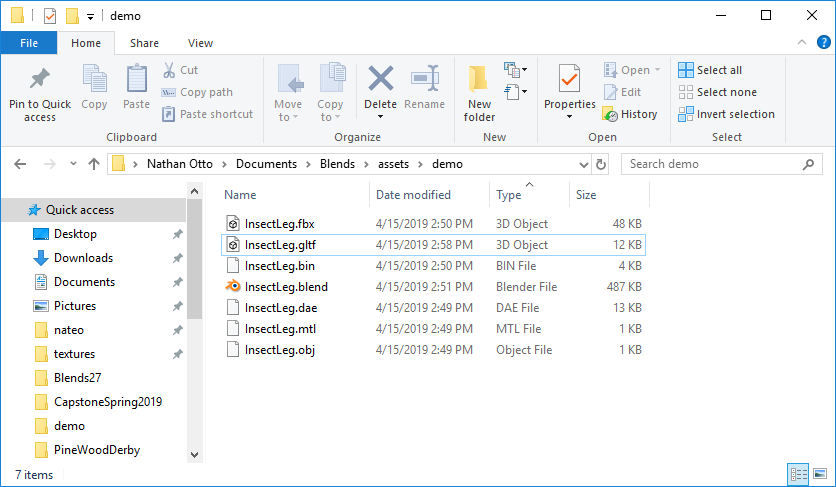 demo
File Home Share View
Pin to Quick access
Copy
Paste
Cut
Copy path
Paste shortcut
Clipboard
Move to
Copy to
Delete
Rename
Organize
New folder
New
Properties
Open
Edit
History
Open
Select all
Select none
Invert selection
Select
Nathan Otto Documents Blends assets demo
Search demo
Quick access
Desktop
Downloads
Documents
Pictures
nateo
textures
Blends27
CapstoneSpring2019
demo
PineWoodDerby
Name Date modified Type Size
InsectLeg.fbx 4/15/2019 2:50 PM 3D Object 48 KB
InsectLeg.gltf 4/15/2019 2:58 PM 3D Object 12 KB
InsectLeg.bin 4/15/2019 2:50 PM BIN File 4 KB
InsectLeg.blend 4/15/2019 2:51 PM Blender File 487 KB
InsectLeg.dae 4/15/2019 2:49 PM DAE File 13 KB
InsectLeg.mtl 4/15/2019 2:49 PM MTL File 1 KB
InsectLeg.obj 4/15/2019 2:49 PM Object File 1 KB
7 items